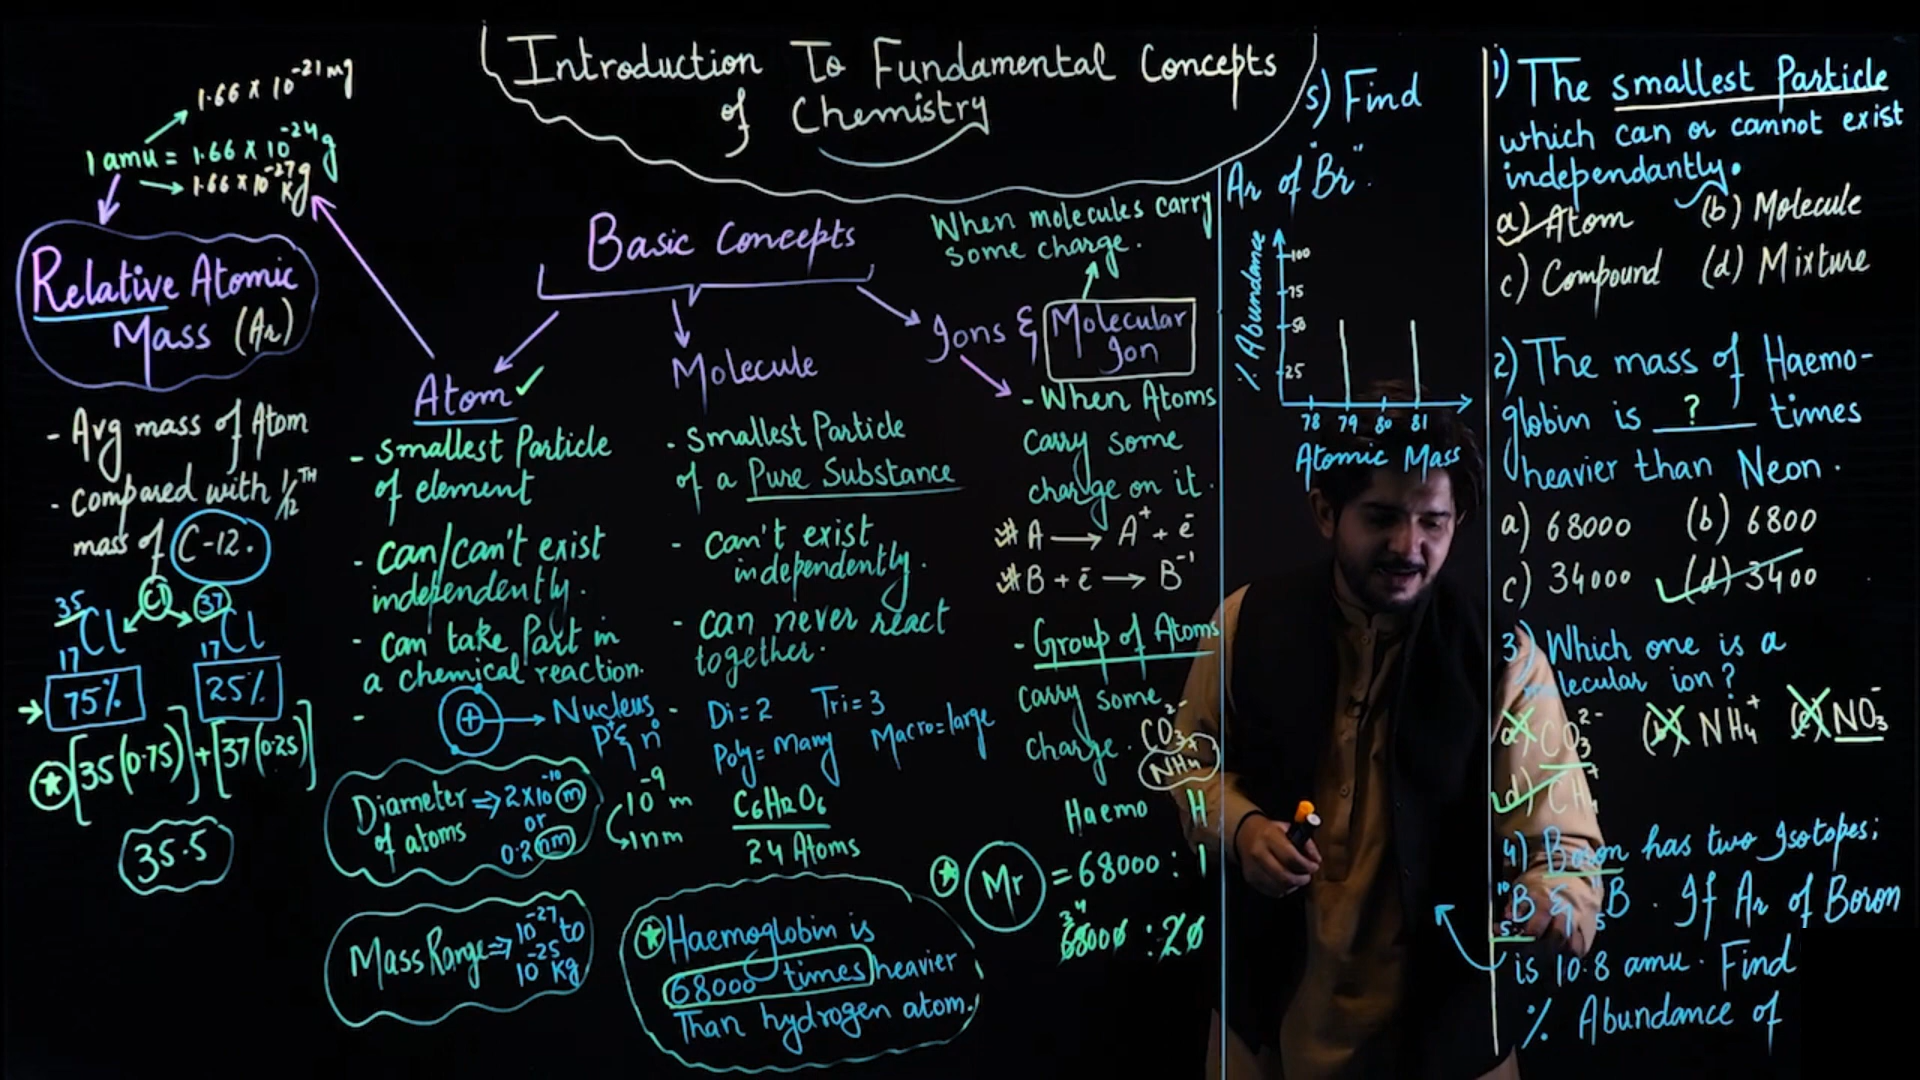 Introduction To Fundamental Concepts
of Chemistry
1.66 x 10⁻²¹ mg
1 amu = 1.66 x 10⁻²⁴ g
1.66 x 10⁻²⁷ Kg
Relative Atomic
Mass (Ar)
- Avg mass of Atom
- Compared with 1/12TH
mass of C-12.
Cl
³⁵₁₇Cl ³⁷₁₇Cl
75% 25%
[35(0.75)]+[37(0.25)]
35.5
Basic Concepts
Atom
- smallest Particle
of element
- can/can't exist
independently.
- can take Part in
a chemical reaction.
- + Nucleus
P⁺ & n°
Diameter ⇒ 2x10⁻¹⁰ m
of atoms or
0.2 nm
10⁻⁹ m
1nm
Mass Range ⇒ 10⁻²⁷ to
10⁻²⁵ Kg
Molecule
- Smallest Particle
of a Pure Substance
- can't exist
independently.
- can never react
together.
- Di=2 Tri=3
Poly=Many Macro=large
C6H12O6
24 Atoms
Haemoglobin is
68000 times heavier
Than hydrogen atom.
When molecules carry
some charge.
Ions & Molecular
Ion
- When Atoms
carry some
charge on it.
A → A⁺ + e⁻
B + e⁻ → B⁻¹
- Group of Atoms
carry some
charge. CO₃²⁻
NH₄⁺
Haemo H
Mr = 68000 : 1
34
68000 : 20
5) Find
Ar of "Br".
% Abundance
100
75
50
25
78 79 80 81
Atomic Mass
1) The smallest Particle
which can or cannot exist
independantly.
a) Atom (b) Molecule
c) Compound (d) Mixture
2) The mass of Haemo-
globin is ? times
heavier than Neon.
a) 68000 (b) 6800
c) 34000 (d) 3400
3) Which one is a
molecular ion?
a) CO₃²⁻ (b) NH₄⁺ (c) NO₃⁻
d) CH₄⁺
4) Boron has two Isotopes;
¹⁰₅B & ¹¹₅B. If Ar of Boron
is 10.8 amu. Find
% Abundance of